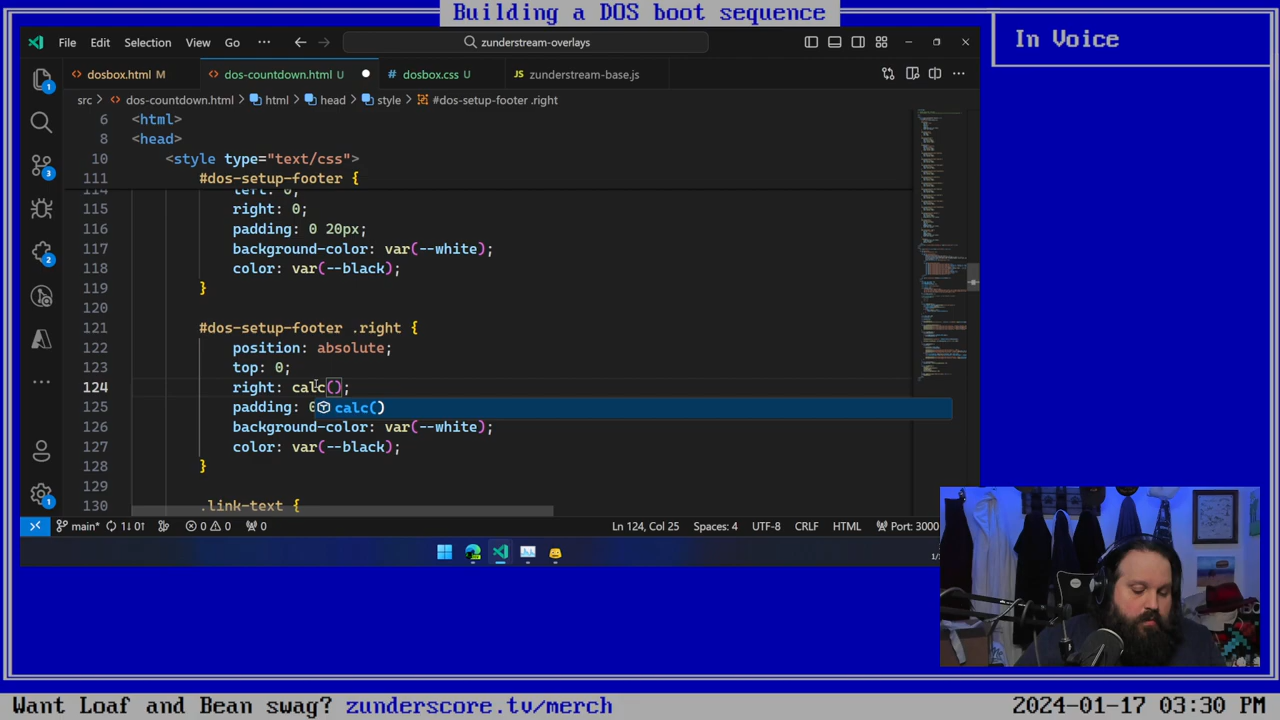 Building a DOS boot sequence
In Voice
File Edit Selection View Go ··· zunderstream-overlays
dosbox.html M dos-countdown.html U dosbox.css U zunderstream-base.js
src > dos-countdown.html > html > head > style > #dos-setup-footer .right
6 <html>
8 <head>
10 <style type="text/css">
111 #dos-setup-footer {
114 left: 0;
115 right: 0;
116 padding: 0 20px;
117 background-color: var(--white);
118 color: var(--black);
119 }
120
121 #dos-setup-footer .right {
122 position: absolute;
123 top: 0;
124 right: calc();
125 padding: 0 calc()
126 background-color: var(--white);
127 color: var(--black);
128 }
129
130 .link-text {
main* 1↓ 0↑ 0 0 0 Ln 124, Col 25 Spaces: 4 UTF-8 CRLF HTML Port: 3000
Want Loaf and Bean swag? zunderscore.tv/merch 2024-01-17 03:30 PM